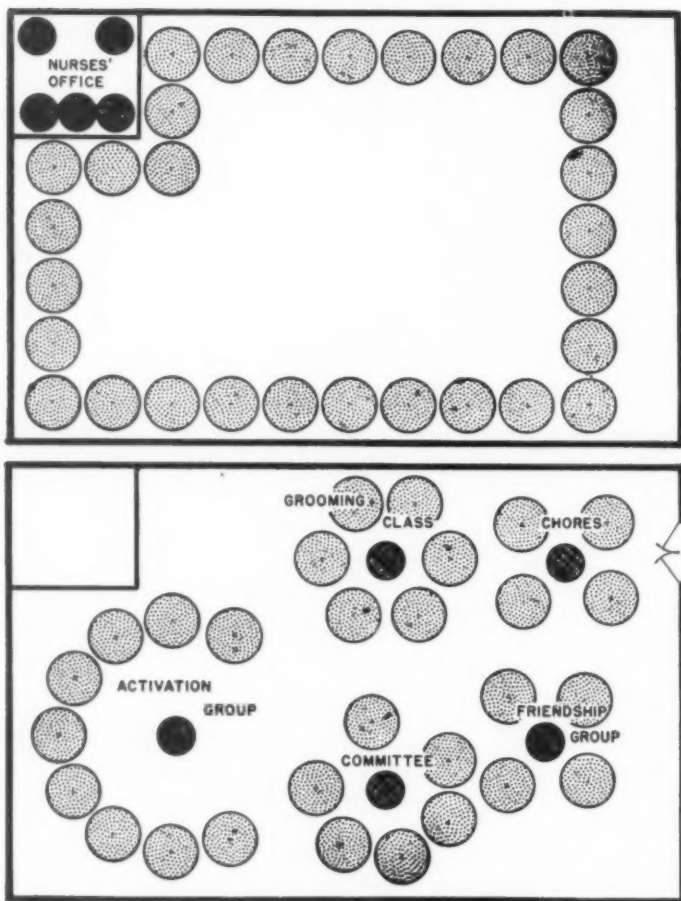 NURSES'
OFFICE
GROOMING
CLASS
CHORES
ACTIVATION
GROUP
FRIENDSHIP
GROUP
COMMITTEE